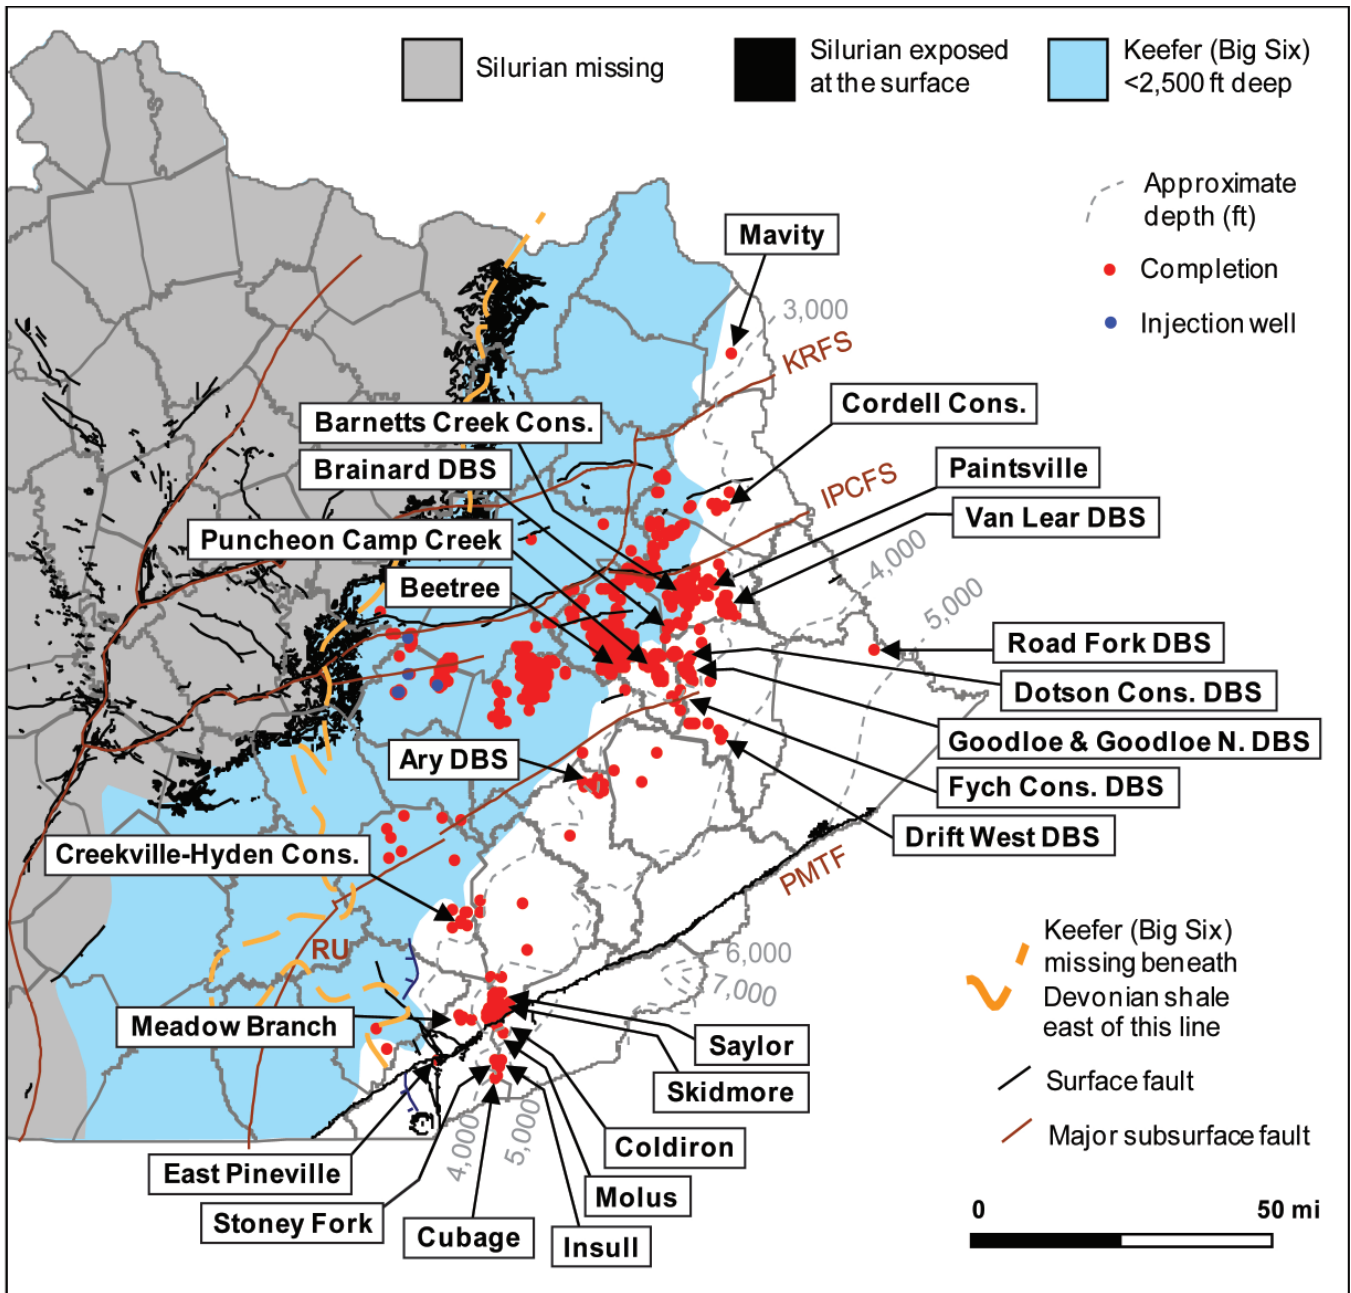 Silurian missing
Silurian exposed
at the surface
Keefer (Big Six)
<2,500 ft deep
Approximate
depth (ft)
Completion
Injection well
Mavity
3,000
KRFS
Cordell Cons.
Barnetts Creek Cons.
Brainard DBS
Paintsville
IPCFS
Van Lear DBS
Puncheon Camp Creek
4,000
Beetree
5,000
Road Fork DBS
Dotson Cons. DBS
Goodloe & Goodloe N. DBS
Ary DBS
Fych Cons. DBS
Drift West DBS
Creekville-Hyden Cons.
PMTF
RU
6,000
7,000
Keefer (Big Six)
missing beneath
Devonian shale
east of this line
Meadow Branch
Saylor
Skidmore
Surface fault
Major subsurface fault
4,000
5,000
Coldiron
East Pineville
Molus
Stoney Fork
Cubage
Insull
0
50 mi